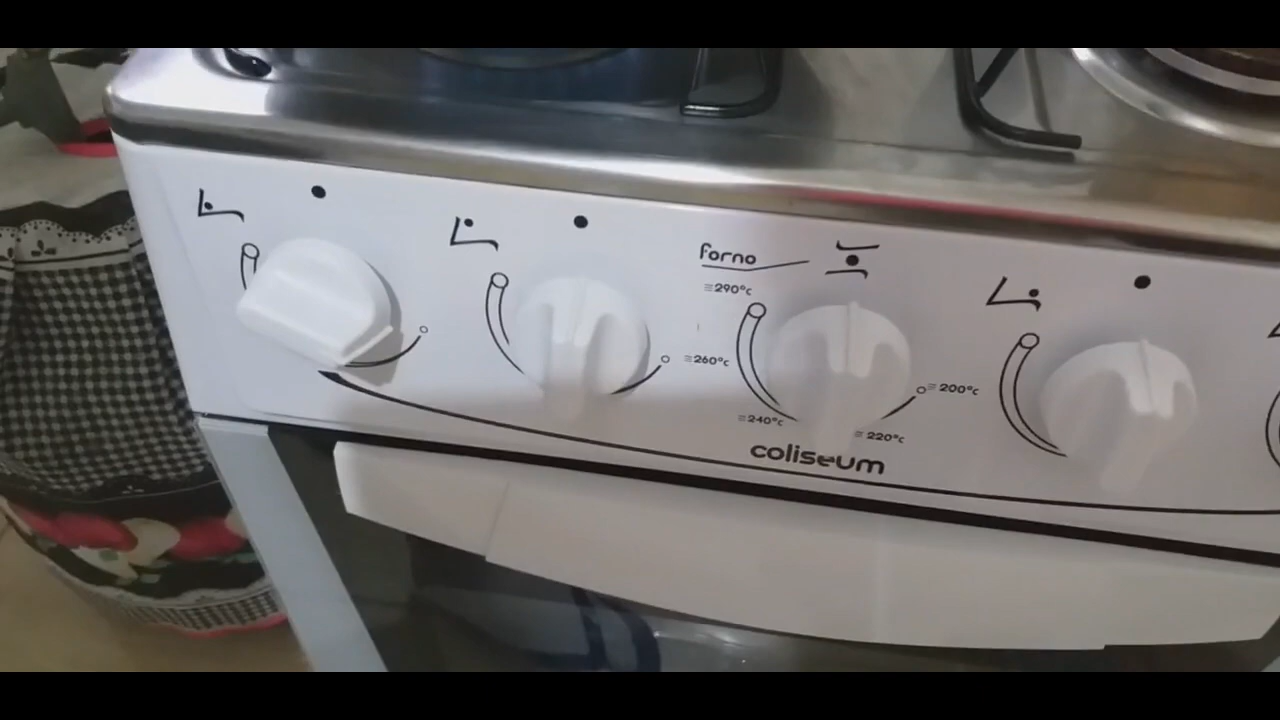 forno
≅290°c
≅260°c
≅200°c
≅240°c
≅220°c
coliseum